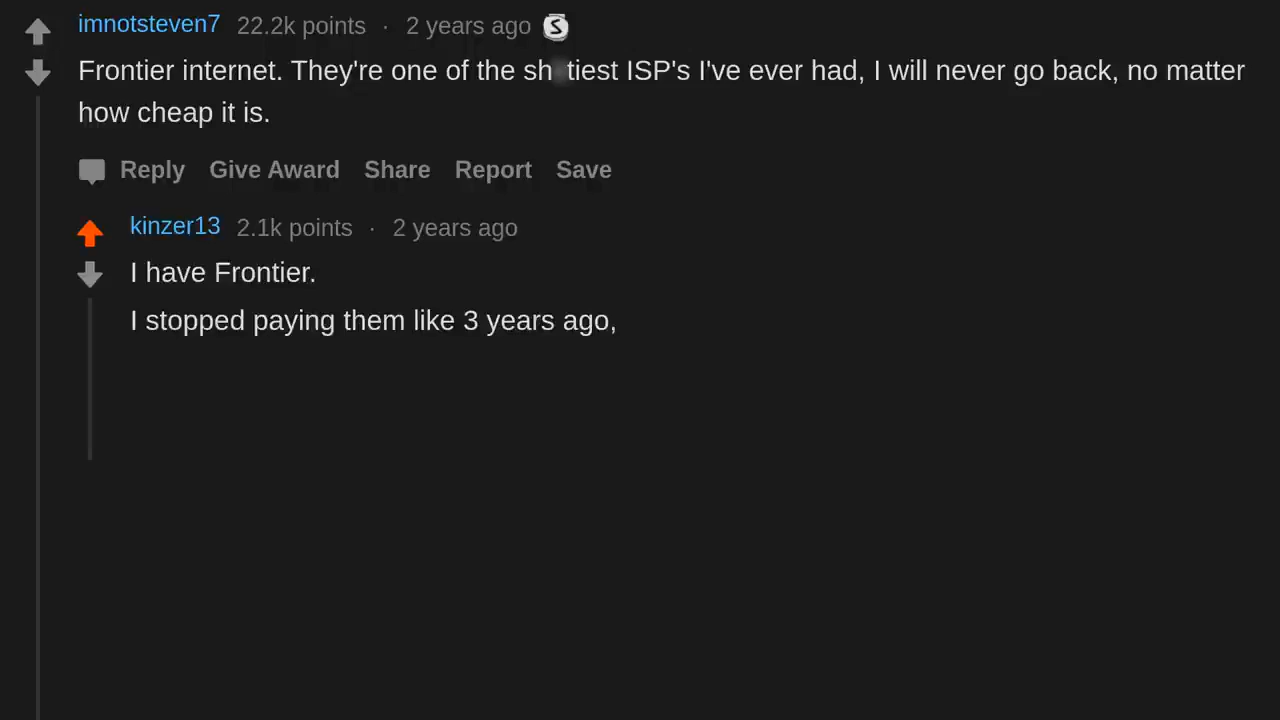 imnotsteven7 22.2k points · 2 years ago S
Frontier internet. They're one of the sh tiest ISP's I've ever had, I will never go back, no matter
how cheap it is.
Reply Give Award Share Report Save
kinzer13 2.1k points · 2 years ago
I have Frontier.
I stopped paying them like 3 years ago,